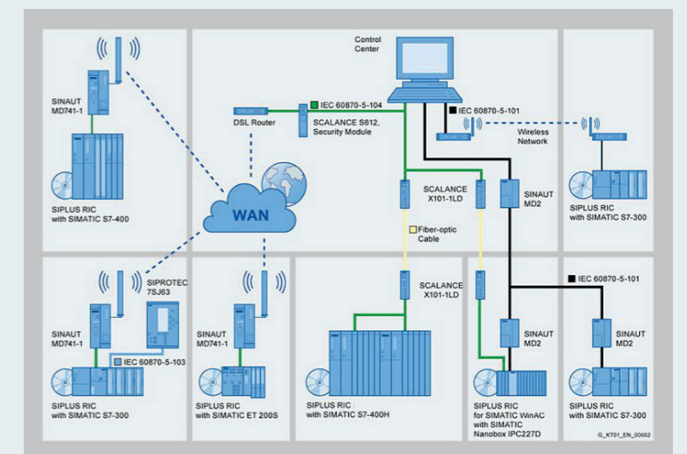 Control
Center
SINAUT
MD741-1
IEC 60870-5-104
IEC 60870-5-101
DSL Router
SCALANCE S612,
Security Module
Wireless
Network
SIPLUS RIC
with SIMATIC S7-400
WAN
SCALANCE
X101-1LD
SINAUT
MD2
SIPLUS RIC
with SIMATIC S7-300
Fiber-optic
Cable
SIPROTEC
7SJ63
SINAUT
MD741-1
IEC 60870-5-103
SIPLUS RIC
with SIMATIC S7-300
SINAUT
MD741-1
SIPLUS RIC
with SIMATIC ET 200S
SCALANCE
X101-1LD
SIPLUS RIC
with SIMATIC S7-400H
IEC 60870-5-101
SINAUT
MD2
SIPLUS RIC
for SIMATIC WinAC
with SIMATIC
Nanobox IPC227D
SINAUT
MD2
SIPLUS RIC
with SIMATIC S7-300
G_KT01_EN_00662